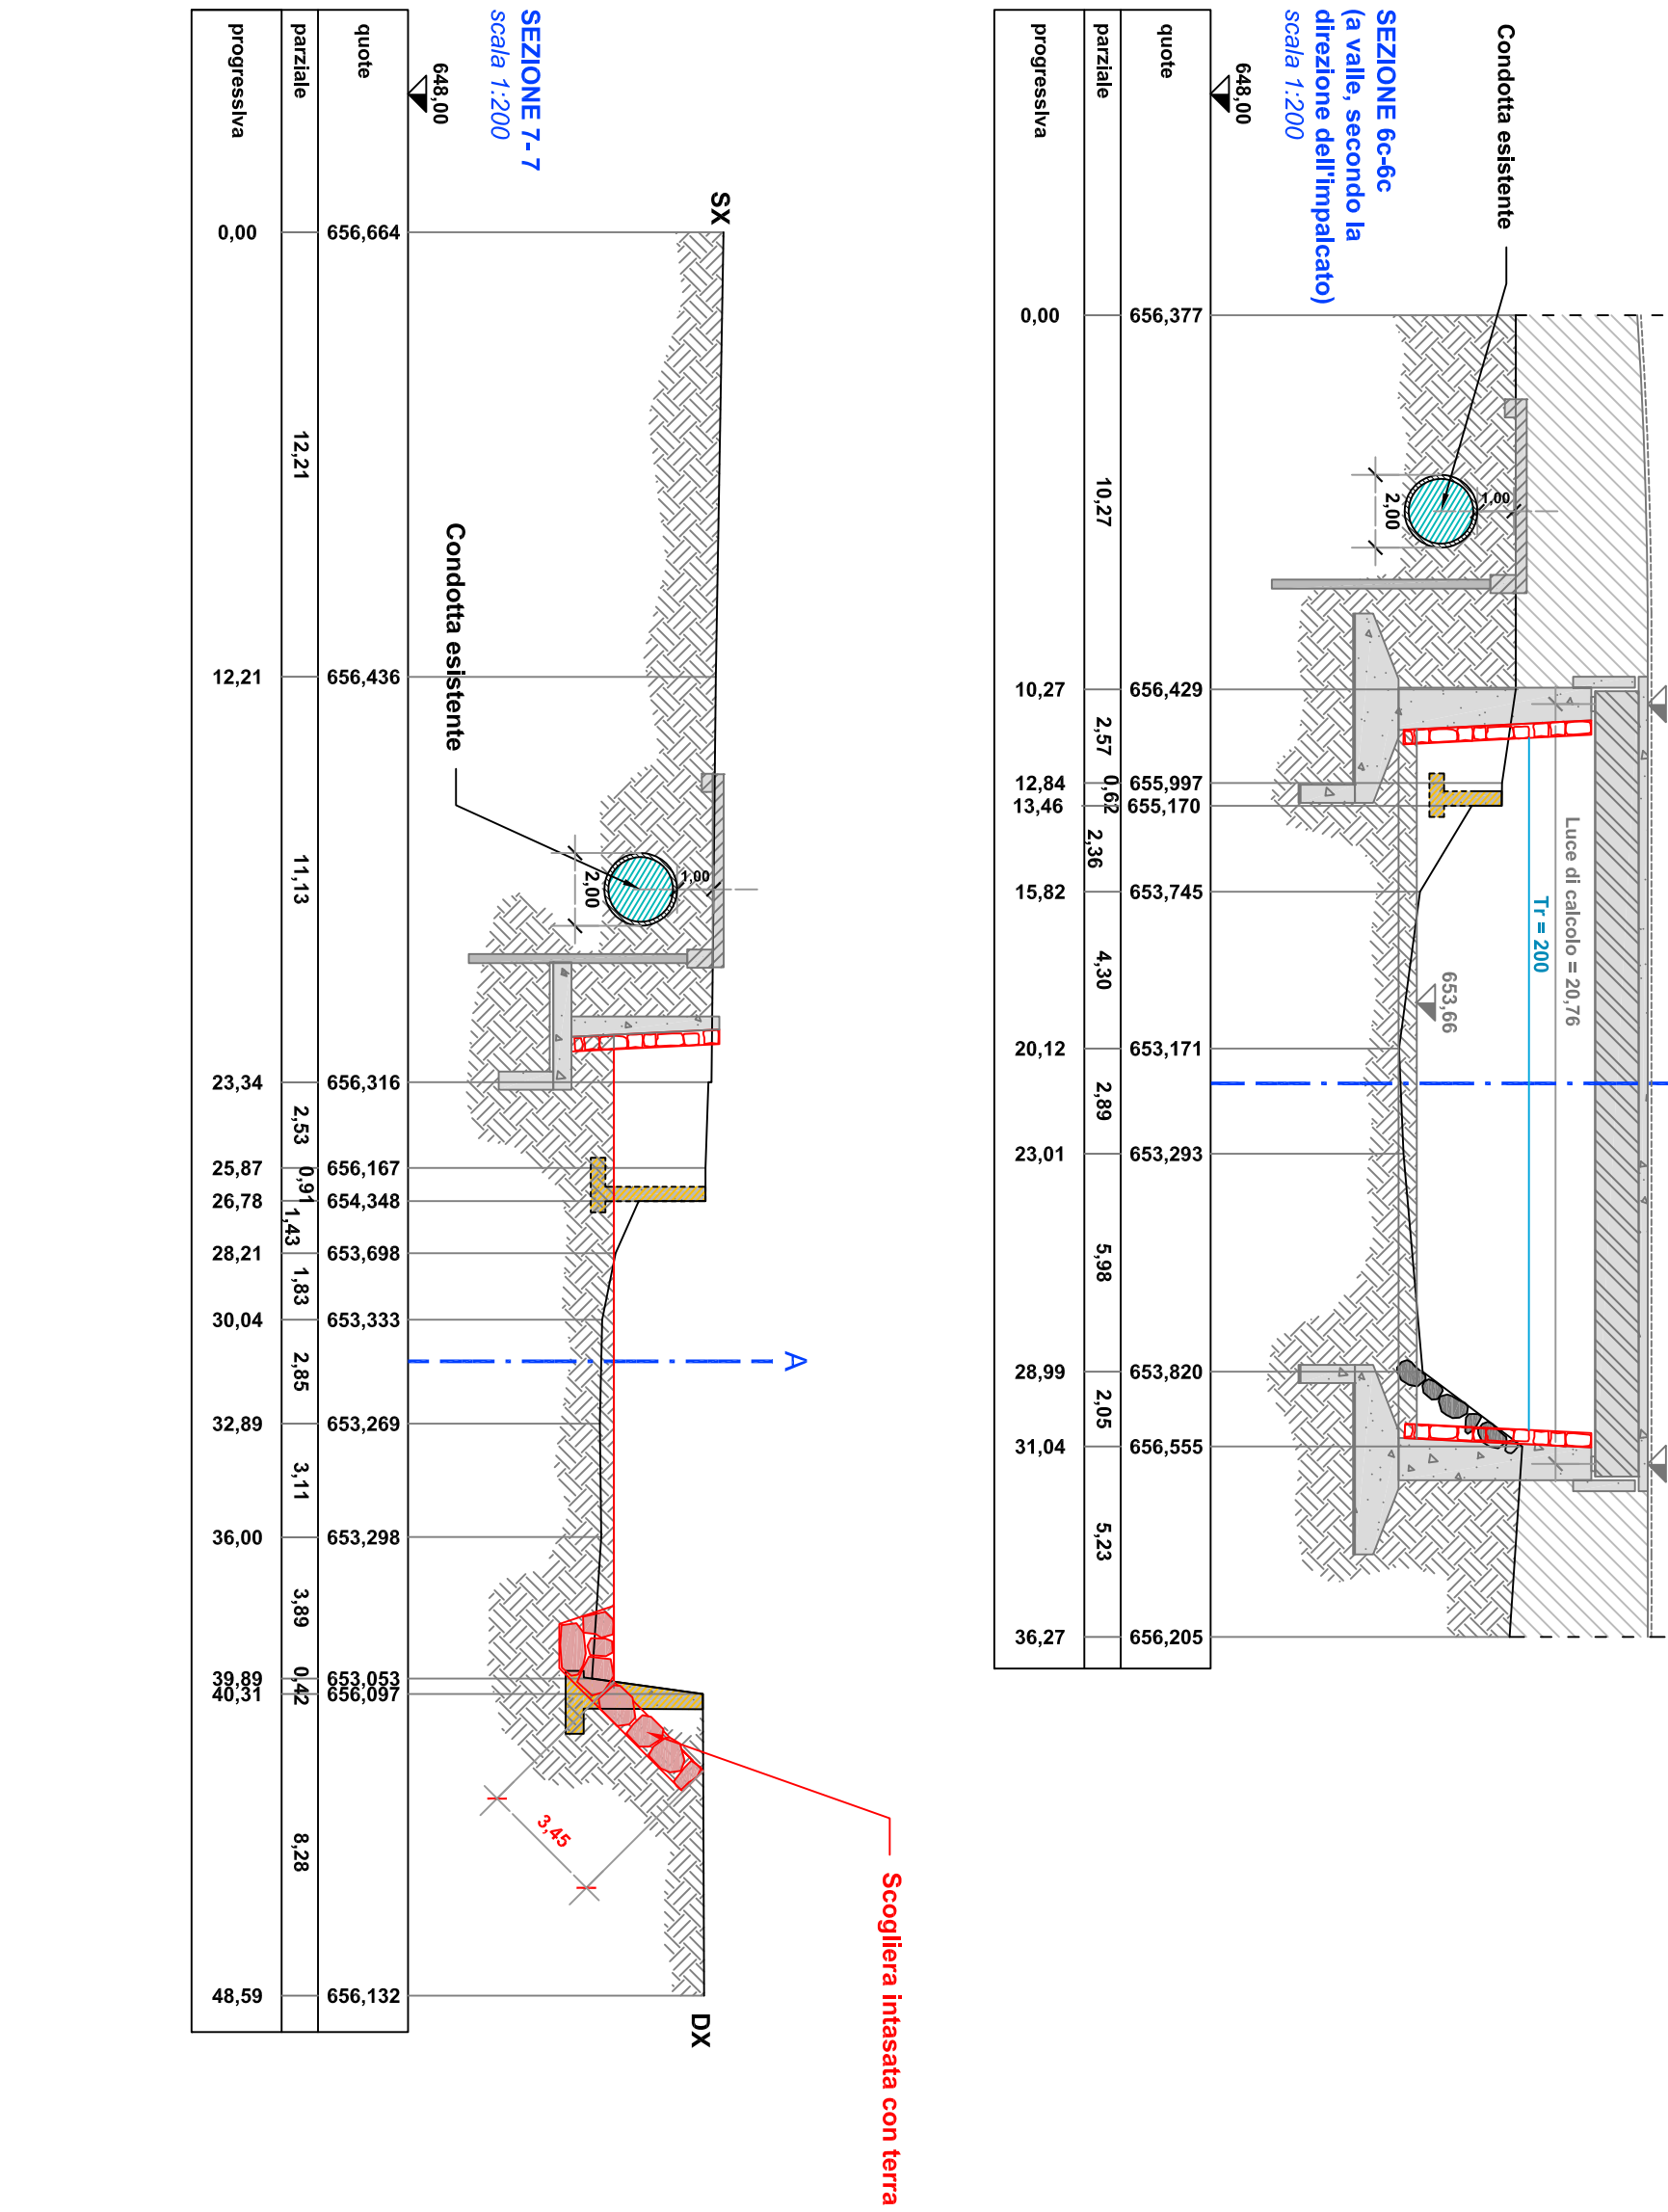 SEZIONE 6c-6c
(a valle, secondo la
direzione dell'impalcato)
scala 1:200
Condotta esistente
1,00
2,00
Luce di calcolo = 20,76
Tr = 200
653,66
648,00
quote 656,377 656,429 655,997 655,170 653,745 653,171 653,293 653,820 656,555 656,205
parziale 10,27 2,57 0,62 2,36 4,30 2,89 5,98 2,05 5,23
progressiva 0,00 10,27 12,84 13,46 15,82 20,12 23,01 28,99 31,04 36,27
Scogliera intasata con terra
A
SX
DX
SEZIONE 7-7
scala 1:200
1,00
2,00
Condotta esistente
3,45
648,00
quote 656,664 656,436 656,316 656,167 654,348 653,698 653,333 653,269 653,298 653,053 656,097 656,132
parziale 12,21 11,13 2,53 0,91 1,43 1,83 2,85 3,11 3,89 0,42 8,28
progressiva 0,00 12,21 23,34 25,87 26,78 28,21 30,04 32,89 36,00 39,89 40,31 48,59